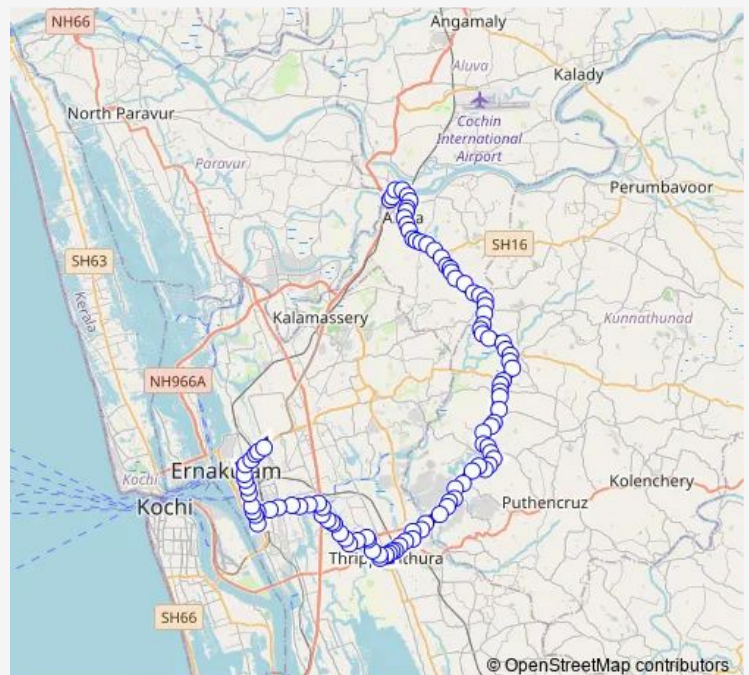 NH66
Angamaly
Aluva
Kalady
North Paravur
Cochin
International
Airport
Paravur
Perumbavoor
SH16
SH63
Kerala
Kalamassery
Kunnathunad
NH966A
Ernakulam
Kochi
Kochi
Kolenchery
Puthencruz
SH66
© OpenStreetMap contributors